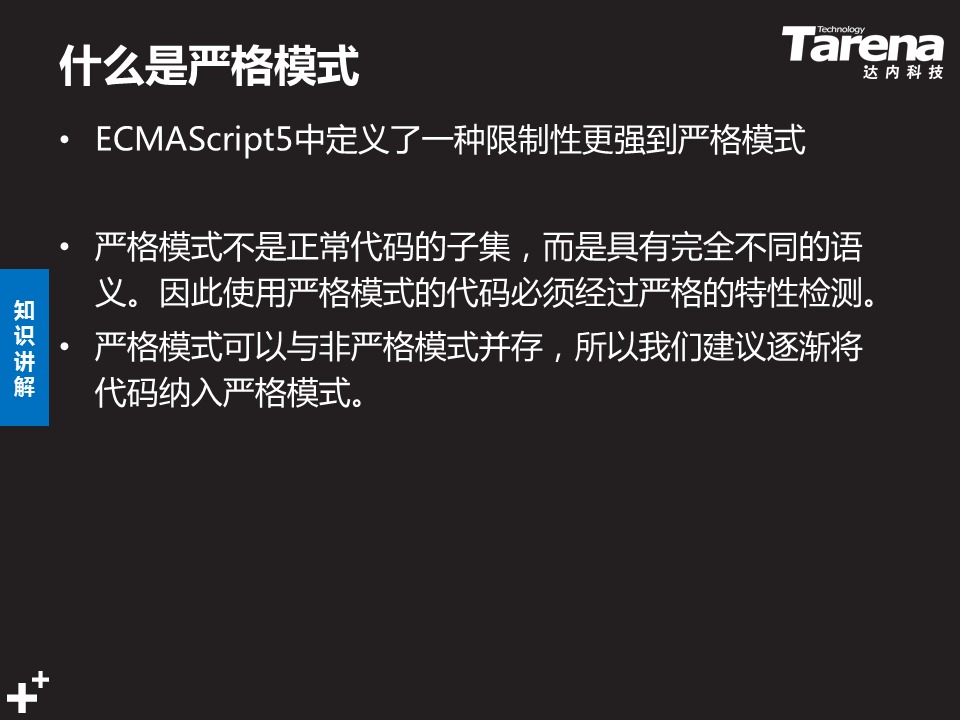 什么是严格模式
Technology
Tarena
达内科技
• ECMAScript5中定义了一种限制性更强到严格模式
• 严格模式不是正常代码的子集，而是具有完全不同的语
义。因此使用严格模式的代码必须经过严格的特性检测。
• 严格模式可以与非严格模式并存，所以我们建议逐渐将
代码纳入严格模式。
知
识
讲
解